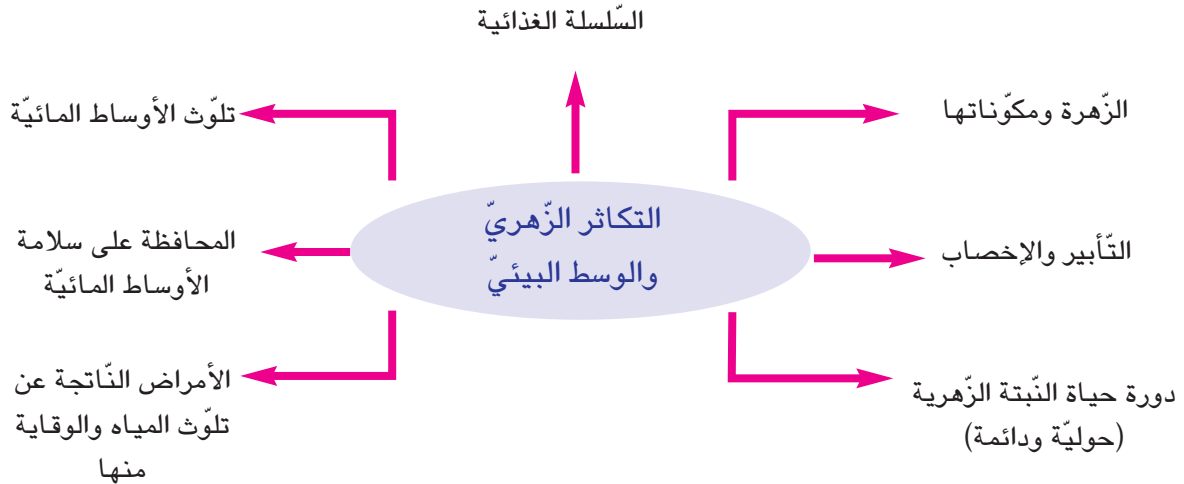 السّلسلة الغذائية
الزّهرة ومكوّناتها
تلوّث الأوساط المائيّة
التكاثر الزّهريّ
والوسط البيئيّ
التّأبير والإخصاب
المحافظة على سلامة
الأوساط المائيّة
دورة حياة النّبتة الزّهرية
(حوليّة ودائمة)
الأمراض النّاتجة عن
تلوّث المياه والوقاية
منها